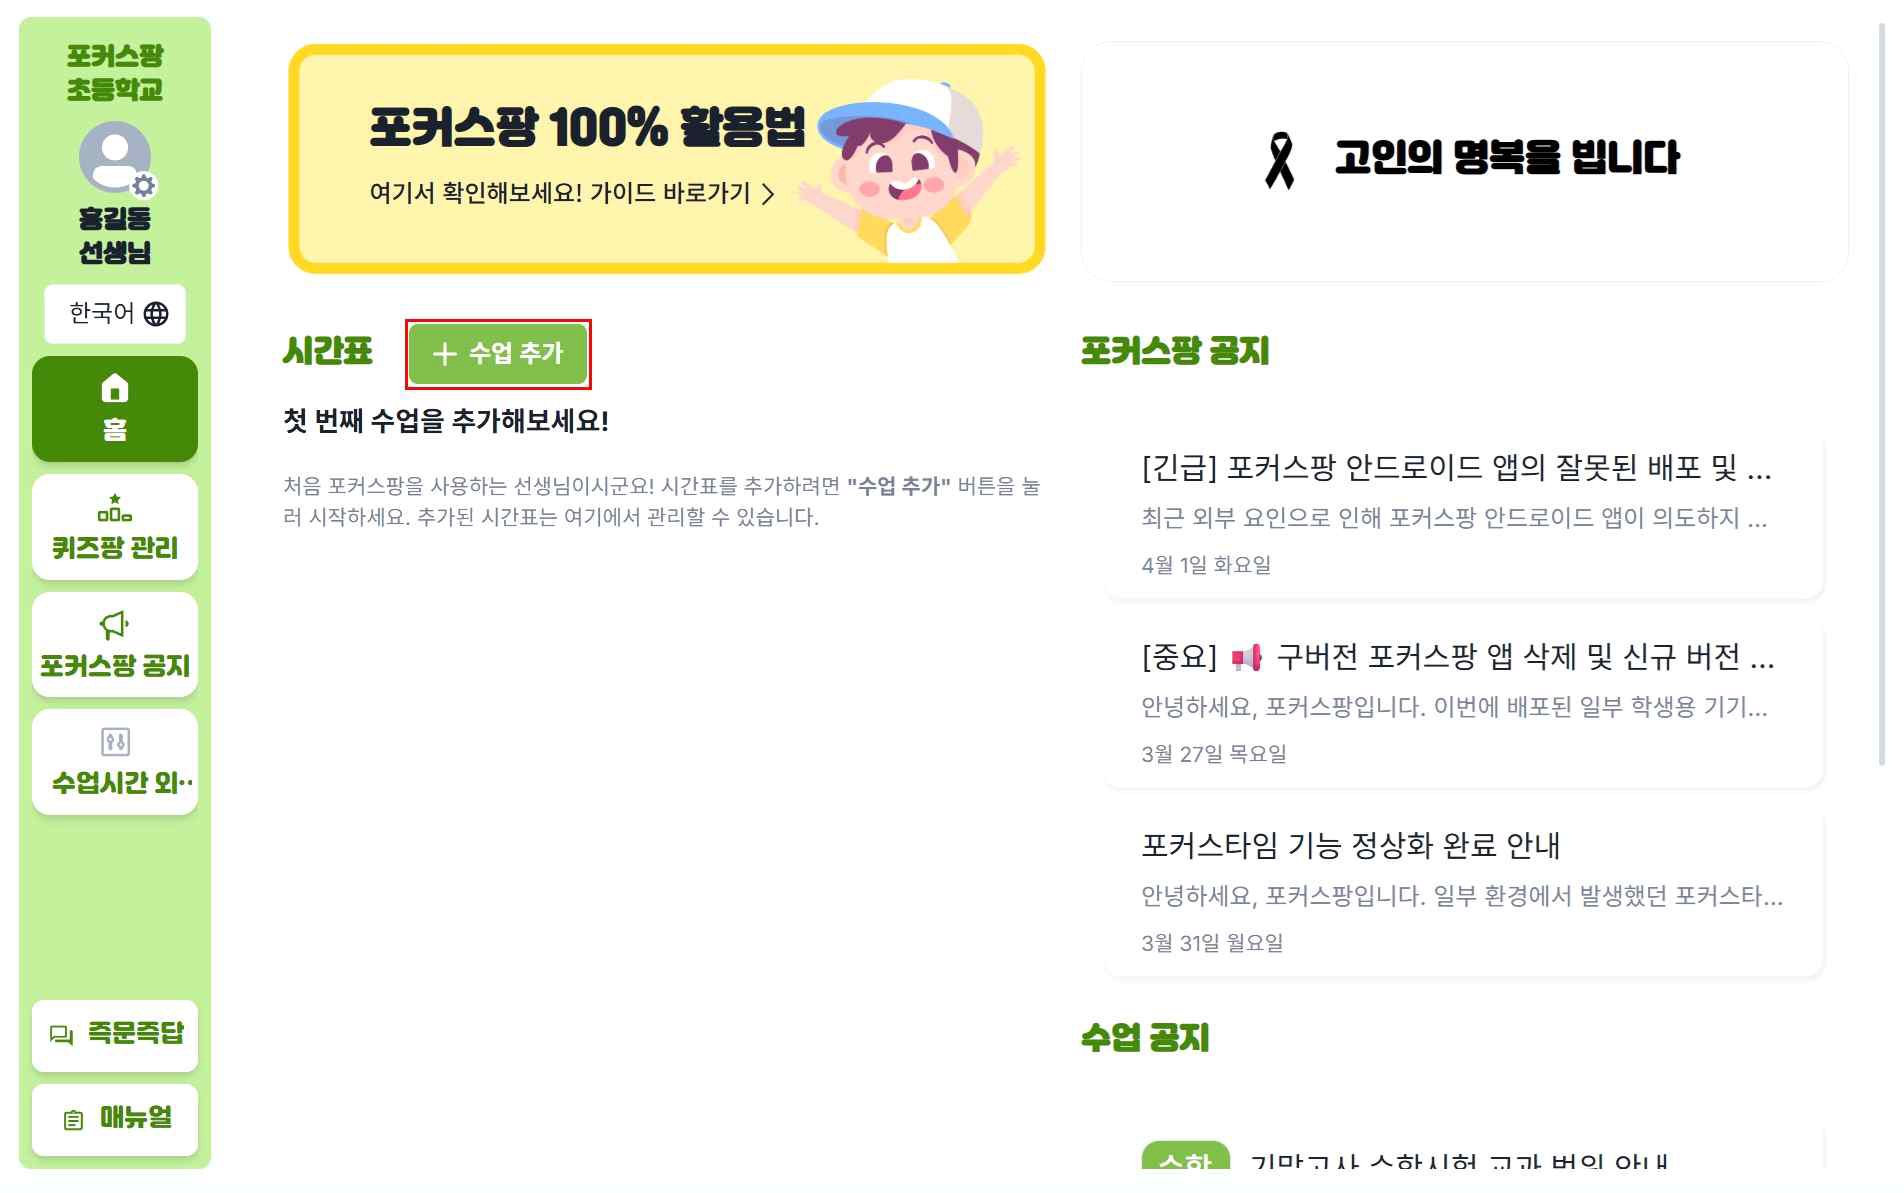 포커스팡
초등학교
홍길동
선생님
한국어
홈
퀴즈팡 관리
포커스팡 공지
수업시간 외··
즉문즉답
매뉴얼
포커스팡 100% 활용법
여기서 확인해보세요! 가이드 바로가기
고인의 명복을 빕니다
시간표
수업 추가
첫 번째 수업을 추가해보세요!
처음 포커스팡을 사용하는 선생님이시군요! 시간표를 추가하려면 "수업 추가" 버튼을 눌
러 시작하세요. 추가된 시간표는 여기에서 관리할 수 있습니다.
포커스팡 공지
[긴급] 포커스팡 안드로이드 앱의 잘못된 배포 및 ...
최근 외부 요인으로 인해 포커스팡 안드로이드 앱이 의도하지 ...
4월 1일 화요일
[중요] 📢 구버전 포커스팡 앱 삭제 및 신규 버전 ...
안녕하세요, 포커스팡입니다. 이번에 배포된 일부 학생용 기기...
3월 27일 목요일
포커스타임 기능 정상화 완료 안내
안녕하세요, 포커스팡입니다. 일부 환경에서 발생했던 포커스타...
3월 31일 월요일
수업 공지
수학 기말고사 수학시험 교과 범위 안내